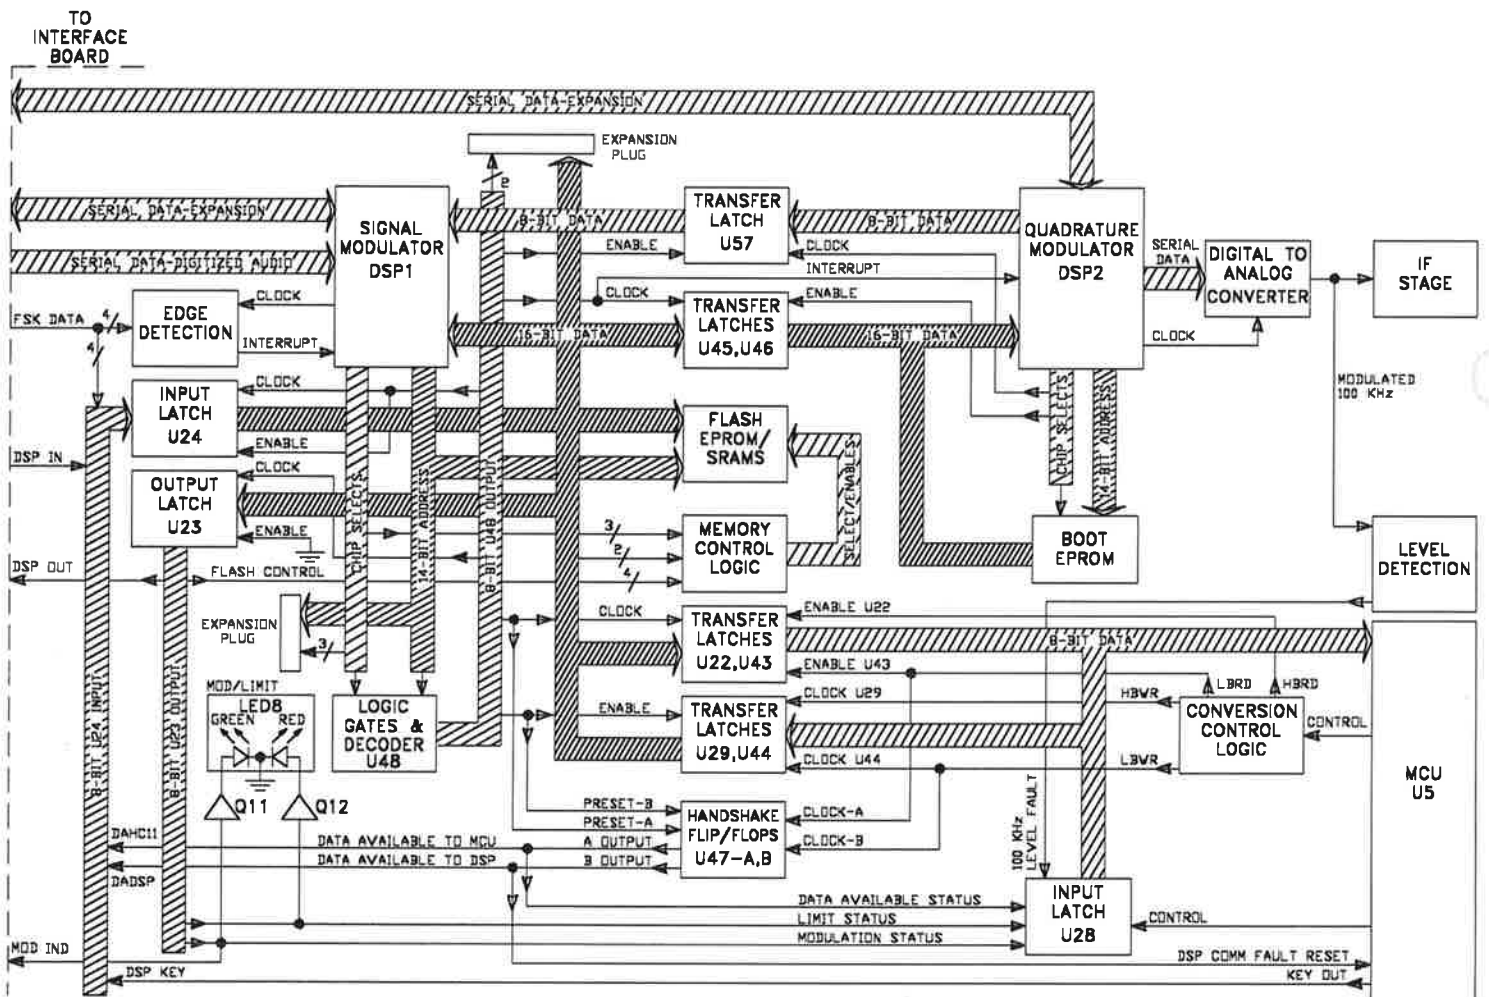 TO
INTERFACE
BOARD
SERIAL DATA-EXPANSION
EXPANSION
PLUG
2
SERIAL DATA-EXPANSION
SIGNAL
MODULATOR
DSP1
8-BIT DATA
TRANSFER
LATCH
U57
8-BIT DATA
QUADRATURE
MODULATOR
DSP2
SERIAL
DATA
DIGITAL TO
ANALOG
CONVERTER
IF
STAGE
SERIAL DATA-DIGITIZED AUDIO
ENABLE
CLOCK
INTERRUPT
FSK DATA
4
4
EDGE
DETECTION
CLOCK
INTERRUPT
CLOCK
TRANSFER
LATCHES
U45,U46
ENABLE
16-BIT DATA
16-BIT DATA
CLOCK
MODULATED
100 KHz
INPUT
LATCH
U24
CLOCK
ENABLE
DSP IN
FLASH
EPROM/
SRAMS
SELECT/ENABLES
CHIP SELECTS
14-BIT ADDRESS
OUTPUT
LATCH
U23
CLOCK
ENABLE
CHIP SELECTS
14-BIT ADDRESS
8-BIT U48 OUTPUT
3
2
4
MEMORY
CONTROL
LOGIC
BOOT
EPROM
LEVEL
DETECTION
DSP OUT
FLASH CONTROL
EXPANSION
PLUG
3
CLOCK
TRANSFER
LATCHES
U22,U43
ENABLE U22
8-BIT DATA
ENABLE U43
8-BIT U24 INPUT
8-BIT U23 OUTPUT
MOD/LIMIT
LED8
GREEN
RED
LOGIC
GATES &
DECODER
U48
ENABLE
TRANSFER
LATCHES
U29,U44
CLOCK U29
CLOCK U44
HBWR
LBRD
HBRD
LBWR
CONVERSION
CONTROL
LOGIC
CONTROL
MCU
U5
Q11
Q12
PRESET-B
PRESET-A
HANDSHAKE
FLIP/FLOPS
U47-A,B
CLOCK-A
CLOCK-B
100 KHz
LEVEL FAULT
DAHC11
DATA AVAILABLE TO MCU
A OUTPUT
DATA AVAILABLE TO DSP
B OUTPUT
DADSP
DATA AVAILABLE STATUS
LIMIT STATUS
MODULATION STATUS
INPUT
LATCH
U28
CONTROL
MOD IND
DSP COMM FAULT RESET
DSP KEY
KEY OUT